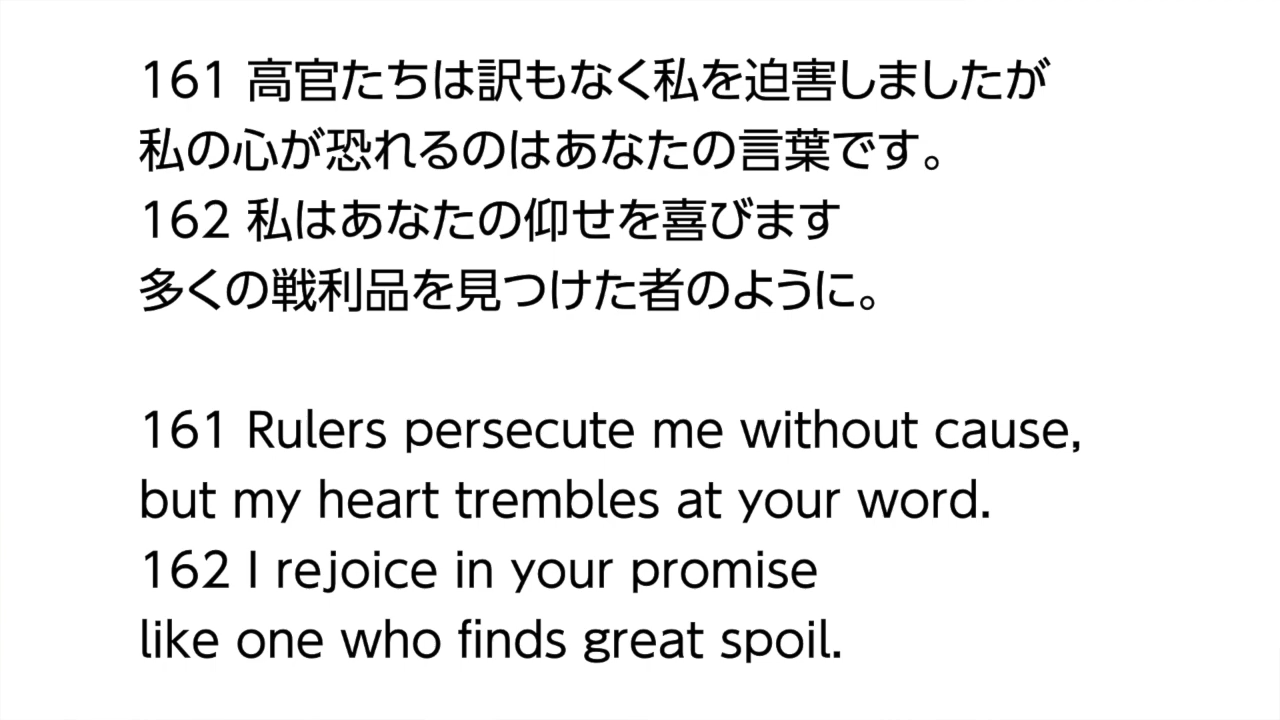 161 高官たちは訳もなく私を迫害しましたが
私の心が恐れるのはあなたの言葉です。
162 私はあなたの仰せを喜びます
多くの戦利品を見つけた者のように。
161 Rulers persecute me without cause,
but my heart trembles at your word.
162 I rejoice in your promise
like one who finds great spoil.